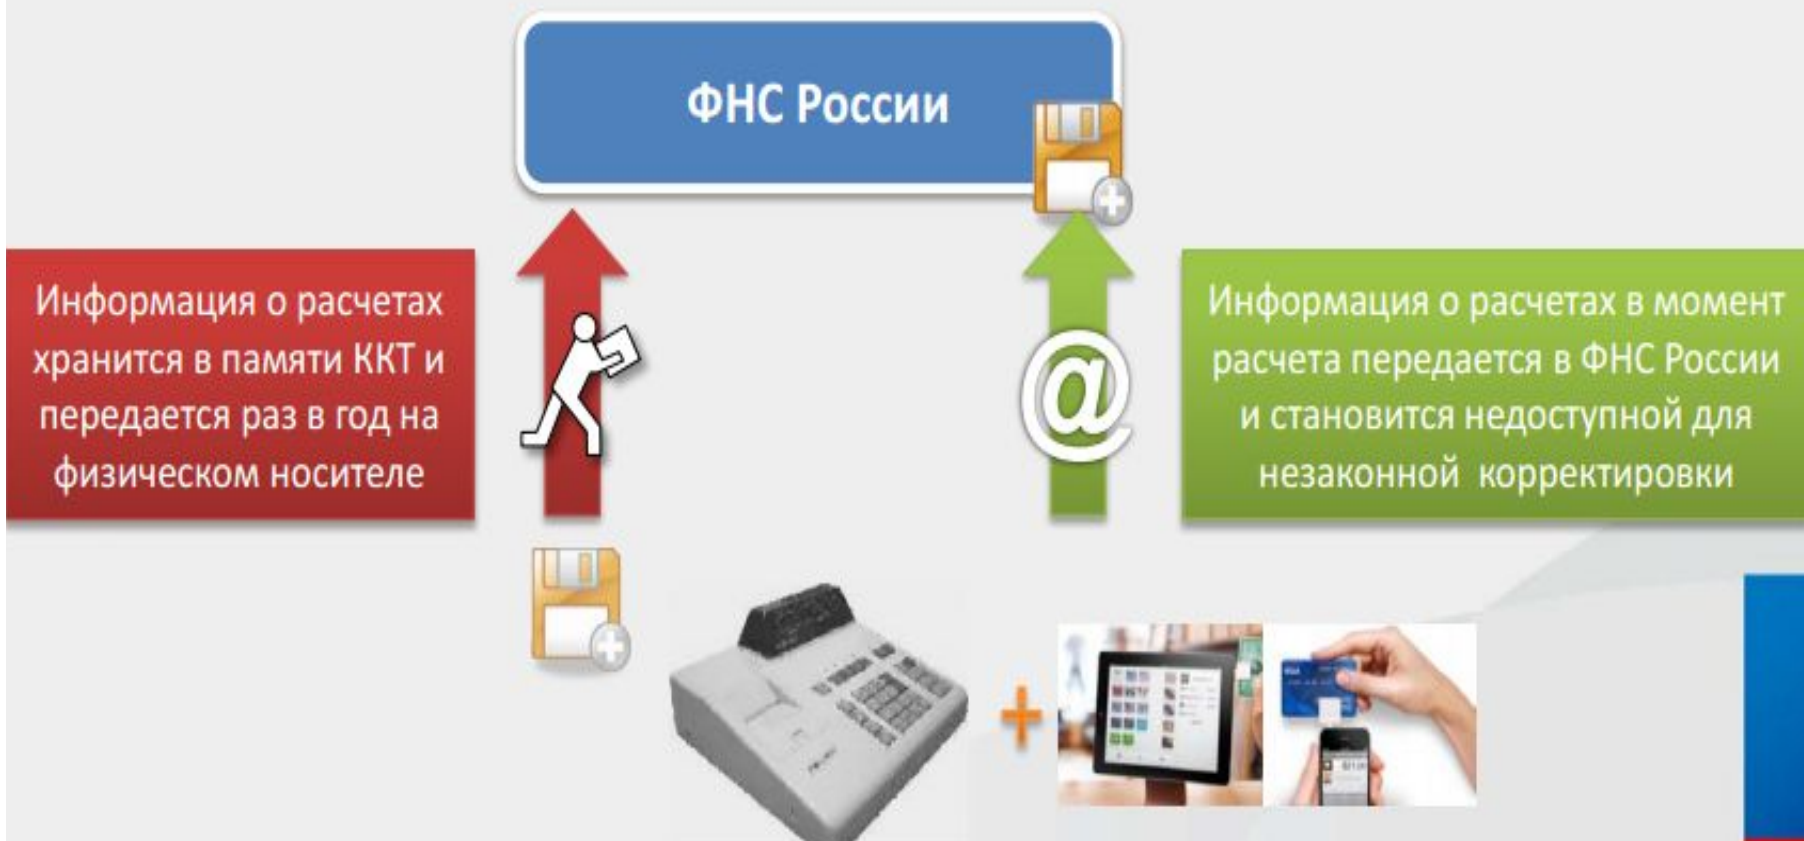 ФНС России
Информация о расчетах
хранится в памяти ККТ и
передается раз в год на
физическом носителе
@
Информация о расчетах в момент
расчета передается в ФНС России
и становится недоступной для
незаконной корректировки